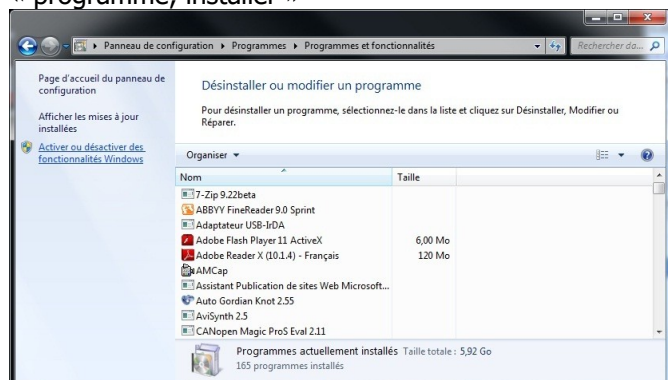 « programme, installer »
Panneau de configuration ▸ Programmes ▸ Programmes et fonctionnalités
Rechercher da...
Page d'accueil du panneau de
configuration
Afficher les mises à jour
installées
Activer ou désactiver des
fonctionnalités Windows
Désinstaller ou modifier un programme
Pour désinstaller un programme, sélectionnez-le dans la liste et cliquez sur Désinstaller, Modifier ou
Réparer.
Organiser
Nom Taille
7-Zip 9.22beta
ABBYY FineReader 9.0 Sprint
Adaptateur USB-IrDA
Adobe Flash Player 11 ActiveX 6,00 Mo
Adobe Reader X (10.1.4) - Français 120 Mo
AMCap
Assistant Publication de sites Web Microsoft...
Auto Gordian Knot 2.55
AviSynth 2.5
CANopen Magic ProS Eval 2.11
Programmes actuellement installés Taille totale : 5,92 Go
165 programmes installés